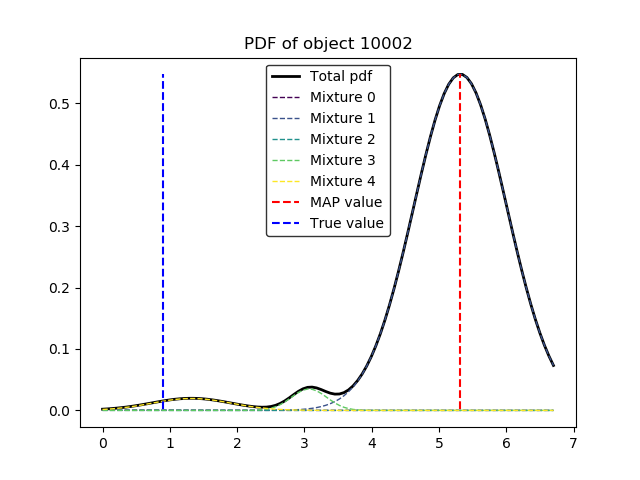 PDF of object 10002
Total pdf
Mixture 0
Mixture 1
Mixture 2
Mixture 3
Mixture 4
MAP value
True value
0.5
0.4
0.3
0.2
0.1
0.0
0 1 2 3 4 5 6 7